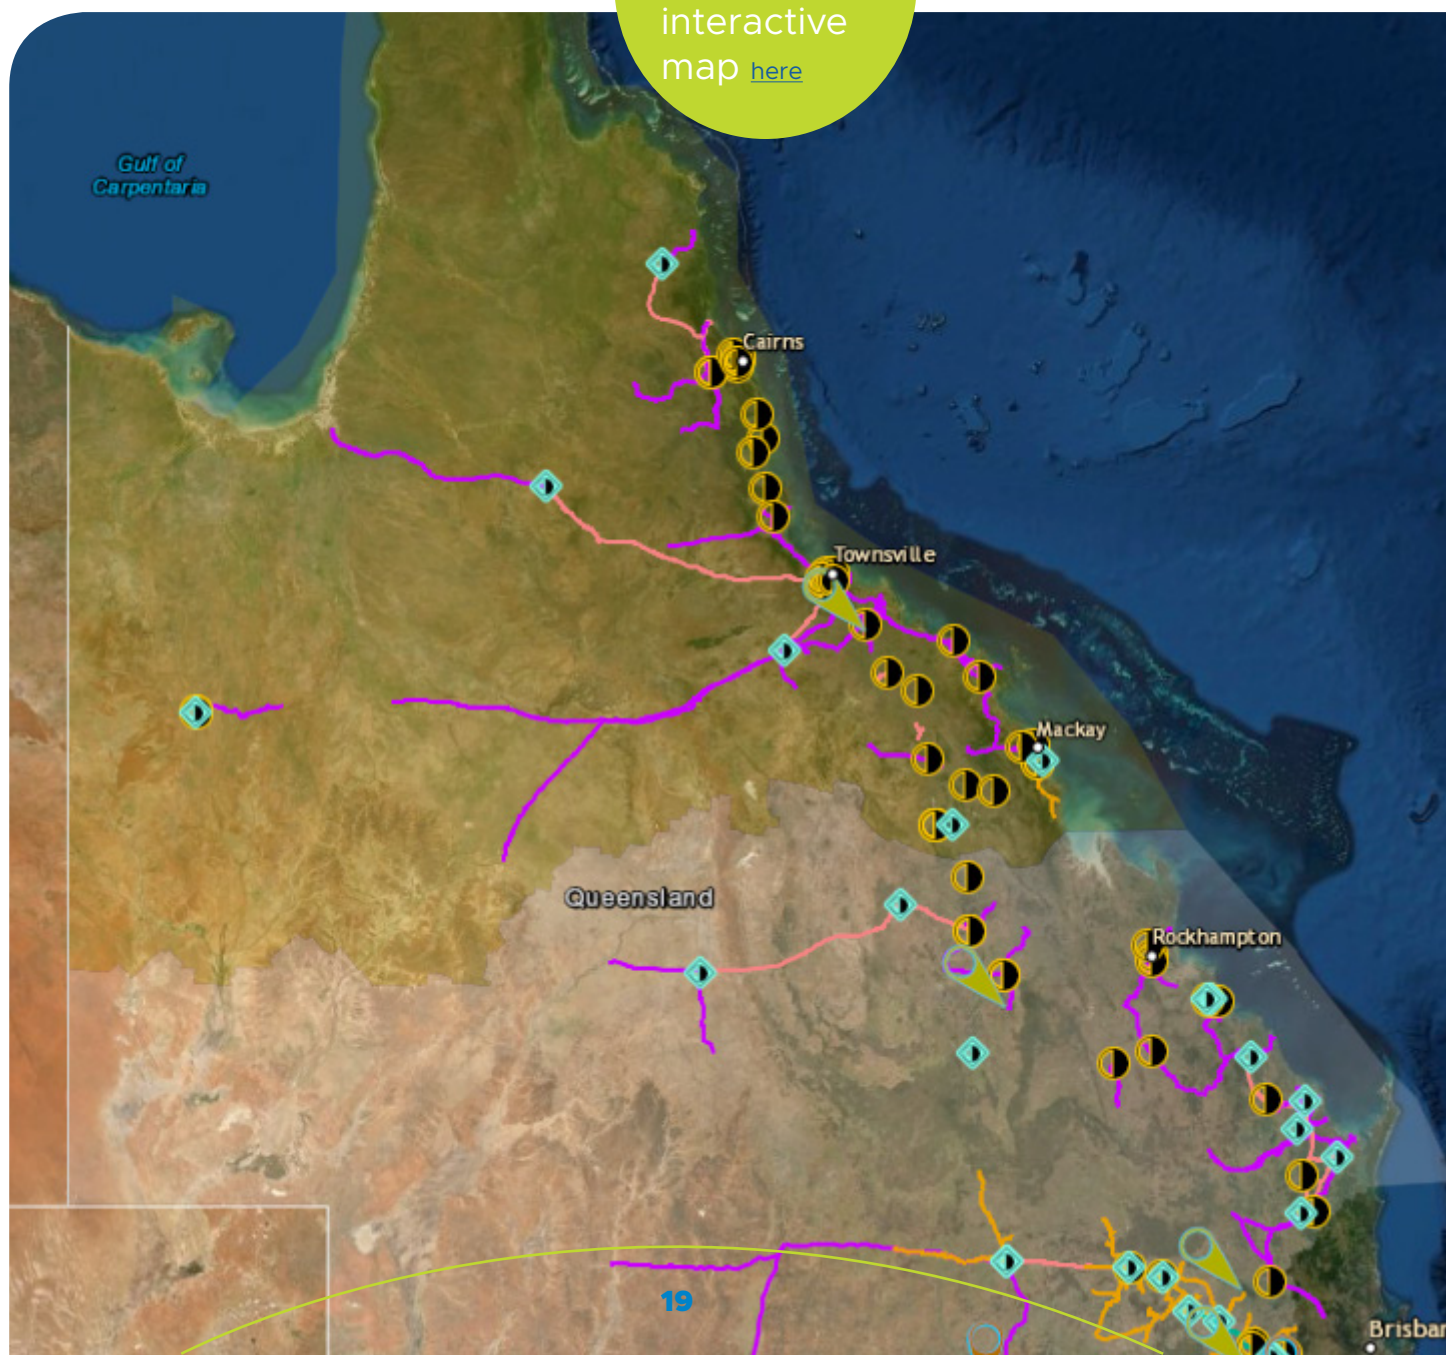 interactive
map here
Gulf of
Carpentaria
Cairns
Townsville
Mackay
Queensland
Rockhampton
19
Brisbar